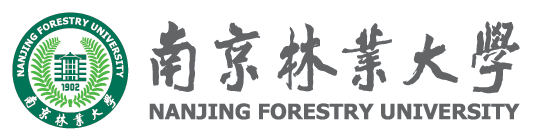 NANJING FORESTRY UNIVERSITY
1902
南京林業大學
南京林業大學
NANJING FORESTRY UNIVERSITY